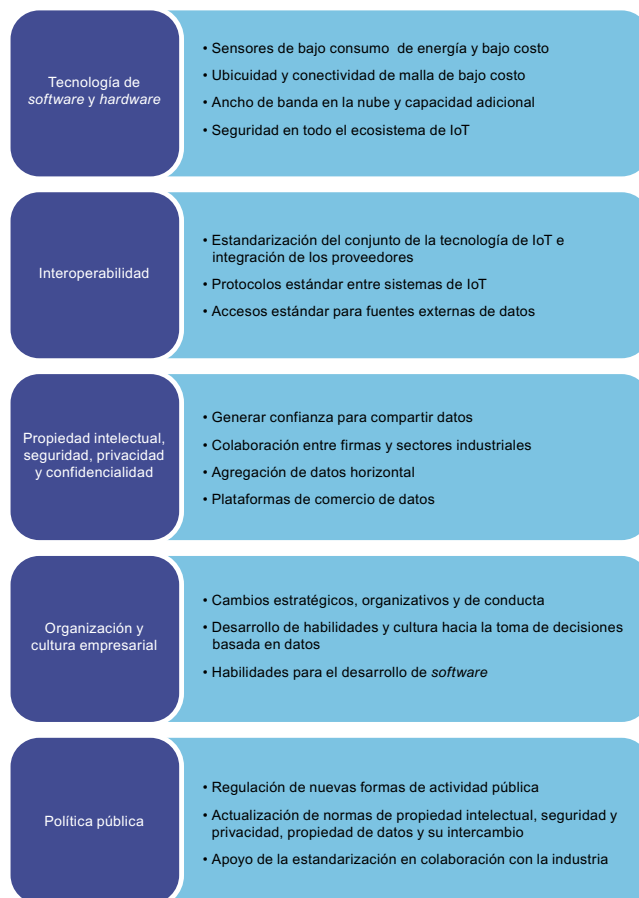 Tecnología de
software y hardware
• Sensores de bajo consumo de energía y bajo costo
• Ubicuidad y conectividad de malla de bajo costo
• Ancho de banda en la nube y capacidad adicional
• Seguridad en todo el ecosistema de IoT
Interoperabilidad
• Estandarización del conjunto de la tecnología de IoT e
integración de los proveedores
• Protocolos estándar entre sistemas de IoT
• Accesos estándar para fuentes externas de datos
Propiedad intelectual,
seguridad, privacidad
y confidencialidad
• Generar confianza para compartir datos
• Colaboración entre firmas y sectores industriales
• Agregación de datos horizontal
• Plataformas de comercio de datos
Organización y
cultura empresarial
• Cambios estratégicos, organizativos y de conducta
• Desarrollo de habilidades y cultura hacia la toma de decisiones
basada en datos
• Habilidades para el desarrollo de software
Política pública
• Regulación de nuevas formas de actividad pública
• Actualización de normas de propiedad intelectual, seguridad y
privacidad, propiedad de datos y su intercambio
• Apoyo de la estandarización en colaboración con la industria